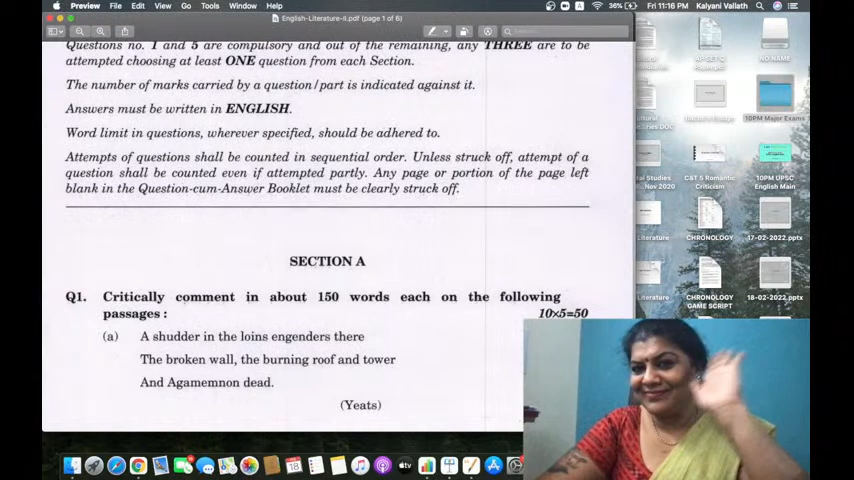 Preview File Edit View Go Tools Window Help
36% Fri 11:16 PM Kalyani Vallath
English-Literature-II.pdf (page 1 of 6)
Search
Questions no. 1 and 5 are compulsory and out of the remaining, any THREE are to be
attempted choosing at least ONE question from each Section.
The number of marks carried by a question/part is indicated against it.
Answers must be written in ENGLISH.
Word limit in questions, wherever specified, should be adhered to.
Attempts of questions shall be counted in sequential order. Unless struck off, attempt of a
question shall be counted even if attempted partly. Any page or portion of the page left
blank in the Question-cum-Answer Booklet must be clearly struck off.
SECTION A
Q1. Critically comment in about 150 words each on the following
passages : 10×5=50
(a) A shudder in the loins engenders there
The broken wall, the burning roof and tower
And Agamemnon dead.
(Yeats)
NO NAME
10PM Major Exams
C&T 5 Romantic
Criticism
10PM UPSC
English Main
Nov 2020
CHRONOLOGY
17-02-2022.pptx
CHRONOLOGY
GAME SCRIPT
18-02-2022.pptx